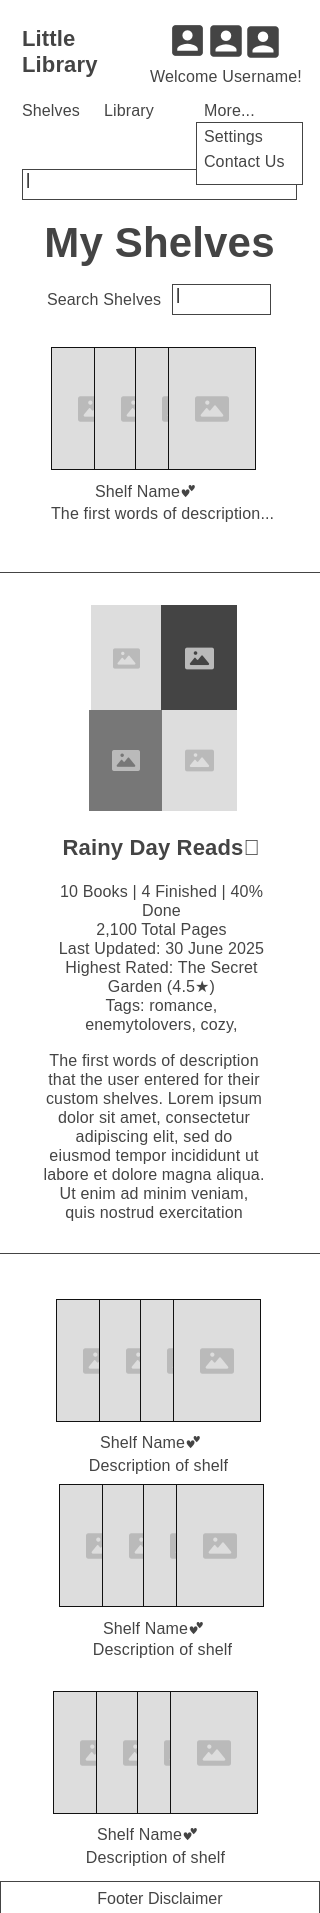 Little
Library
Welcome Username!
Shelves Library More...
Settings
Contact Us
My Shelves
Search Shelves
Shelf Name💕
The first words of description...
Rainy Day Reads
10 Books | 4 Finished | 40%
Done
2,100 Total Pages
Last Updated: 30 June 2025
Highest Rated: The Secret
Garden (4.5★)
Tags: romance,
enemytolovers, cozy,
The first words of description
that the user entered for their
custom shelves. Lorem ipsum
dolor sit amet, consectetur
adipiscing elit, sed do
eiusmod tempor incididunt ut
labore et dolore magna aliqua.
Ut enim ad minim veniam,
quis nostrud exercitation
Shelf Name💕
Description of shelf
Shelf Name💕
Description of shelf
Shelf Name💕
Description of shelf
Footer Disclaimer